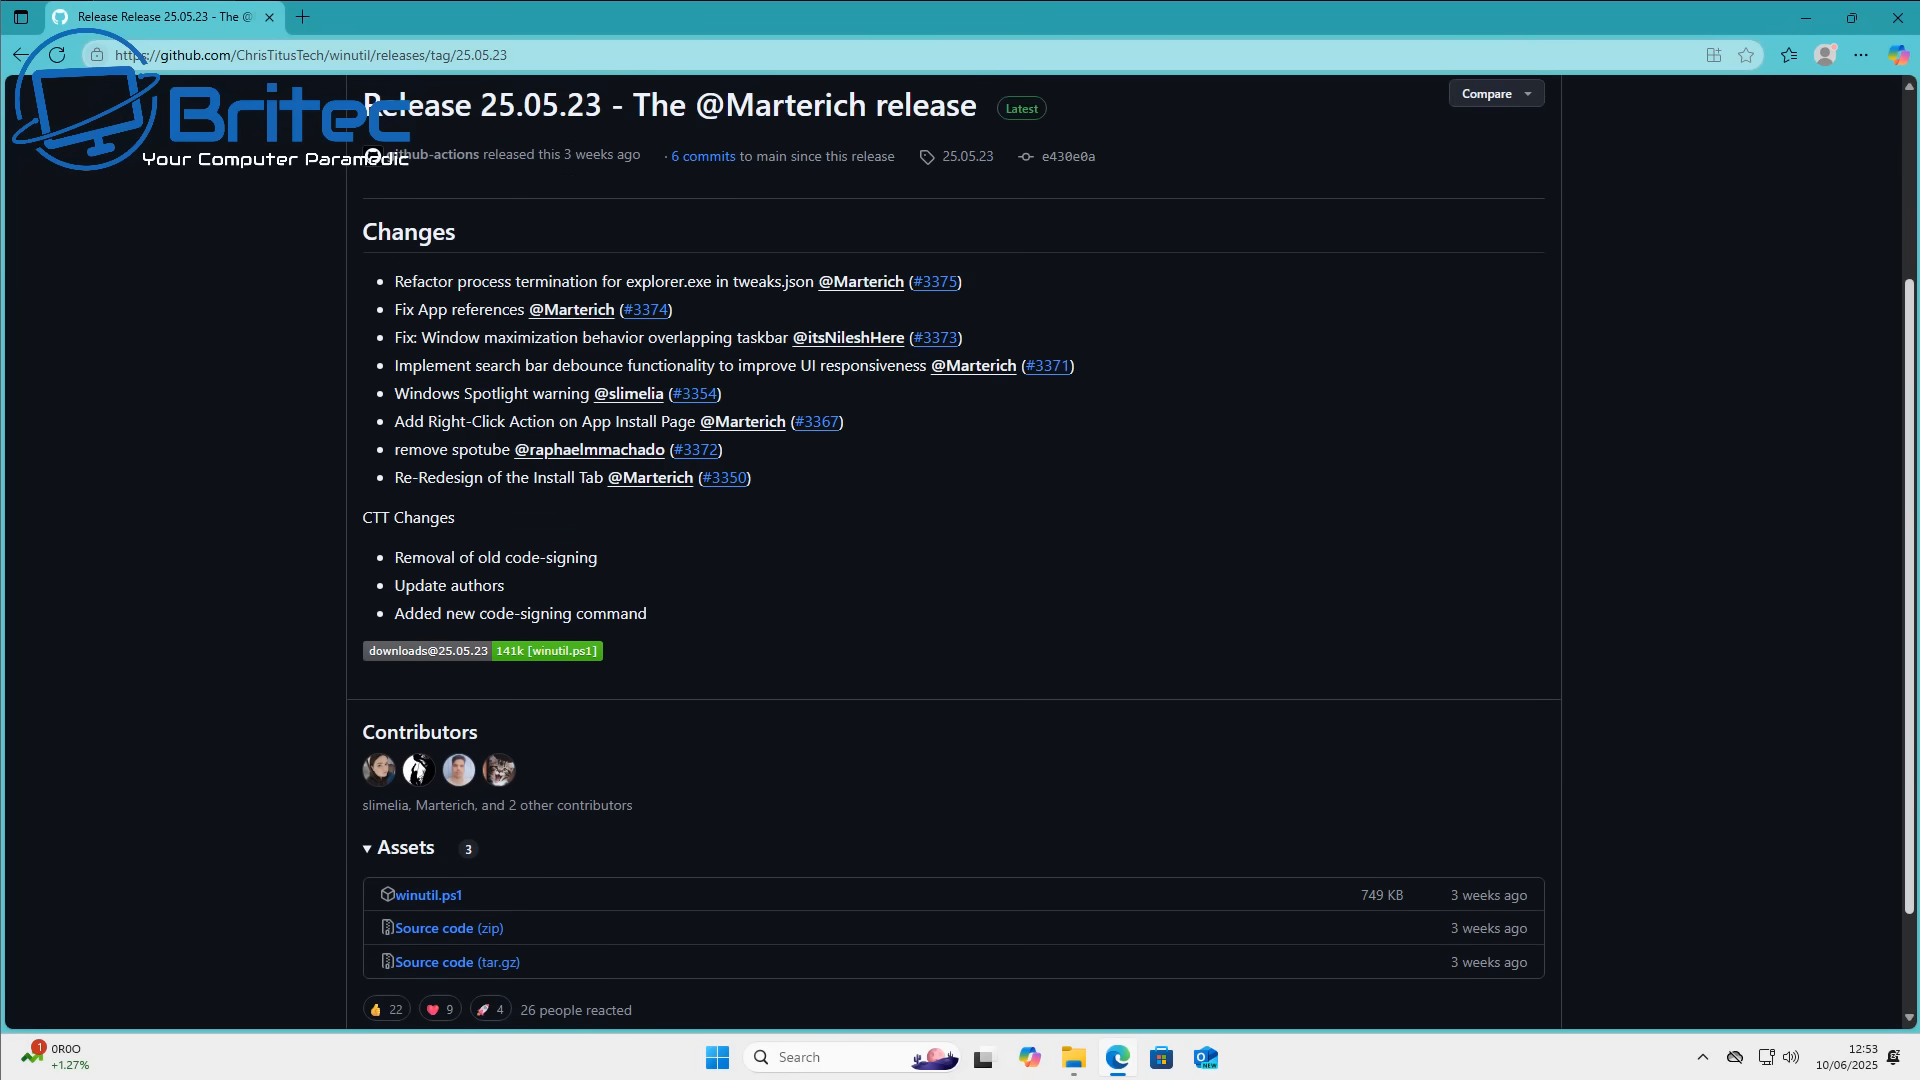 Release Release 25.05.23 - The @
https://github.com/ChrisTitusTech/winutil/releases/tag/25.05.23
Britec
Your Computer Paramedic
Release 25.05.23 - The @Marterich release
Latest
Compare
github-actions released this 3 weeks ago · 6 commits to main since this release 25.05.23 e430e0a
Changes
• Refactor process termination for explorer.exe in tweaks.json @Marterich (#3375)
• Fix App references @Marterich (#3374)
• Fix: Window maximization behavior overlapping taskbar @itsNileshHere (#3373)
• Implement search bar debounce functionality to improve UI responsiveness @Marterich (#3371)
• Windows Spotlight warning @slimelia (#3354)
• Add Right-Click Action on App Install Page @Marterich (#3367)
• remove spotube @raphaelmmachado (#3372)
• Re-Redesign of the Install Tab @Marterich (#3350)
CTT Changes
• Removal of old code-signing
• Update authors
• Added new code-signing command
downloads@25.05.23 141k [winutil.ps1]
Contributors
slimelia, Marterich, and 2 other contributors
Assets 3
winutil.ps1 749 KB 3 weeks ago
Source code (zip) 3 weeks ago
Source code (tar.gz) 3 weeks ago
22 9 4 26 people reacted
1
0R0O
+1.27%
Search
NEW
12:53
10/06/2025